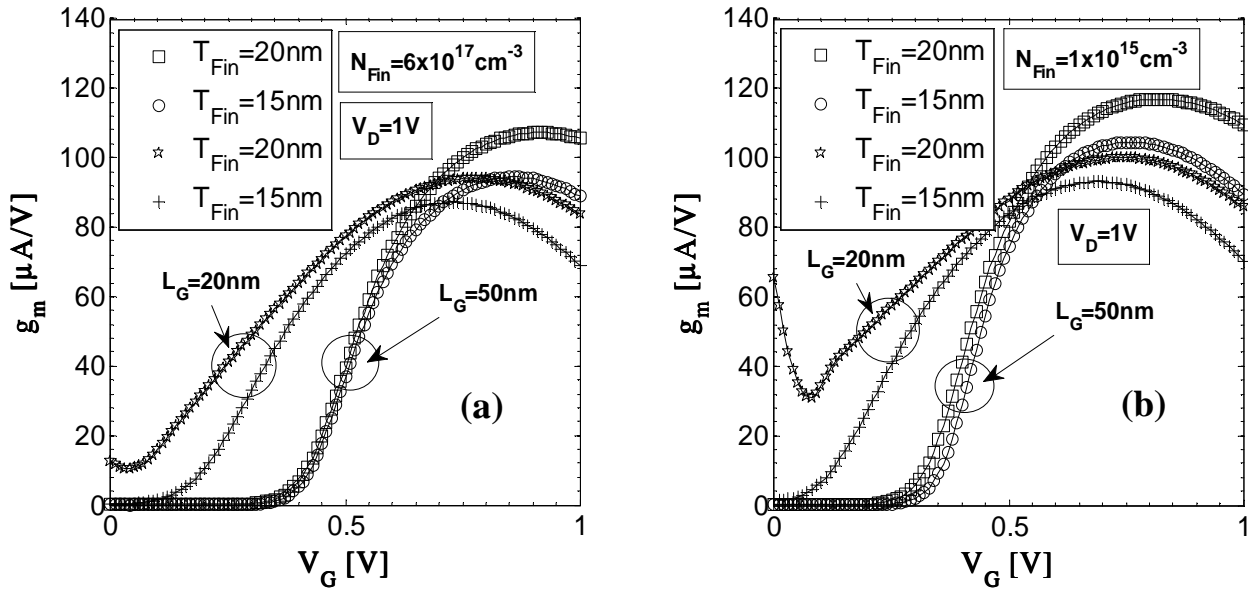 140
120
100
80
60
40
20
0
g_m [µA/V]
T_Fin=20nm
T_Fin=15nm
T_Fin=20nm
T_Fin=15nm
N_Fin=6x10^17cm^-3
V_D=1V
L_G=20nm
L_G=50nm
(a)
0 0.5 1
V_G [V]
140
120
100
80
60
40
20
0
g_m [µA/V]
T_Fin=20nm
T_Fin=15nm
T_Fin=20nm
T_Fin=15nm
N_Fin=1x10^15cm^-3
V_D=1V
L_G=20nm
L_G=50nm
(b)
0 0.5 1
V_G [V]